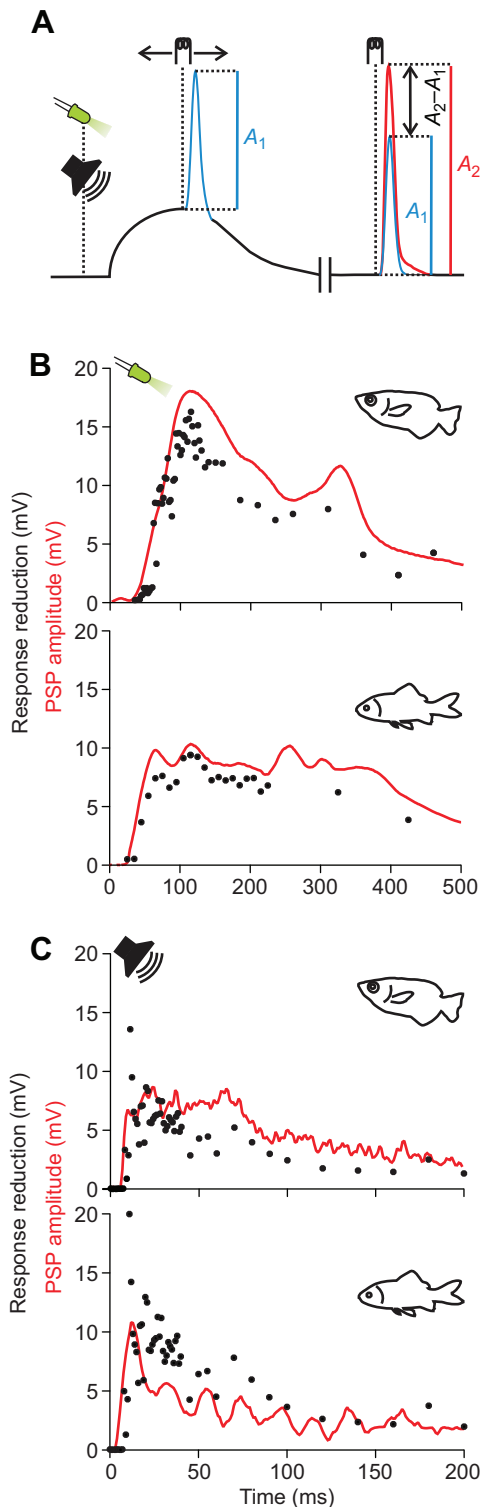 A
A₁
A₂–A₁
A₁
A₂
B
Response reduction (mV)
PSP amplitude (mV)
20
15
10
5
0
20
15
10
5
0
0 100 200 300 400 500
C
Response reduction (mV)
PSP amplitude (mV)
20
15
10
5
0
20
15
10
5
0
0 50 100 150 200
Time (ms)